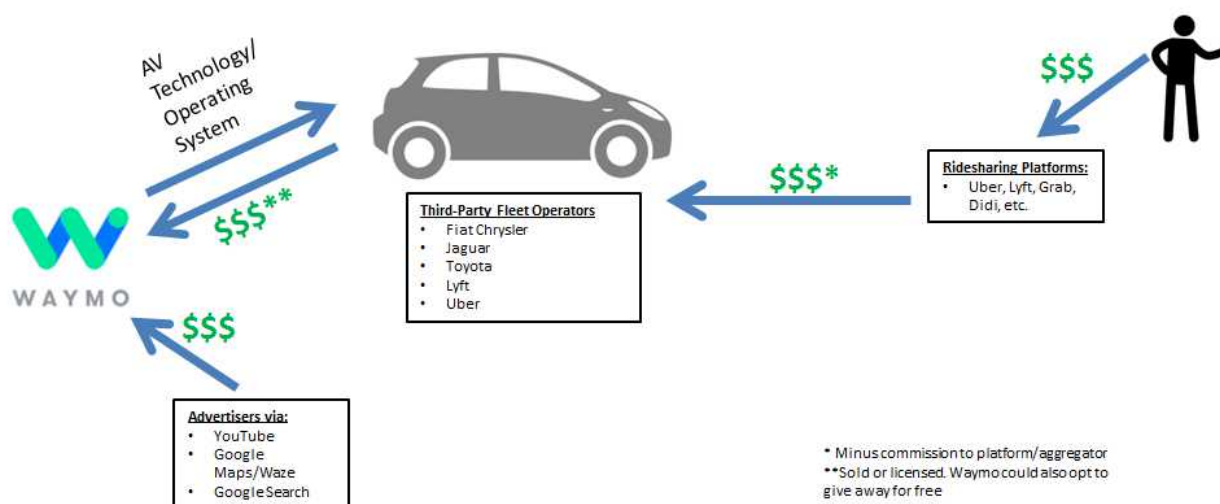 AV
Technology/
Operating
System
$$$
$$$**
$$$*
Ridesharing Platforms:
• Uber, Lyft, Grab,
Didi, etc.
Third-Party Fleet Operators
• Fiat Chrysler
• Jaguar
• Toyota
• Lyft
• Uber
WAYMO
$$$
Advertisers via:
• YouTube
• Google
Maps/Waze
• Google Search
* Minus commission to platform/aggregator
**Sold or licensed. Waymo could also opt to
give away for free